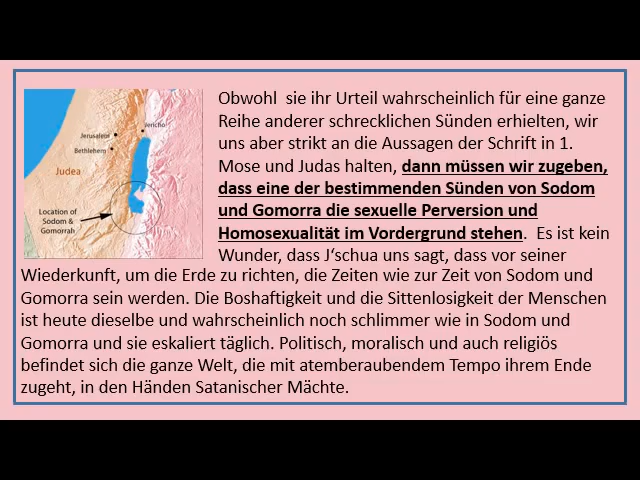 Jerusalem
Jericho
Bethlehem
Judea
Location of
Sodom &
Gomorrah
Obwohl sie ihr Urteil wahrscheinlich für eine ganze
Reihe anderer schrecklichen Sünden erhielten, wir
uns aber strikt an die Aussagen der Schrift in 1.
Mose und Judas halten, dann müssen wir zugeben,
dass eine der bestimmenden Sünden von Sodom
und Gomorra die sexuelle Perversion und
Homosexualität im Vordergrund stehen. Es ist kein
Wunder, dass J‘schua uns sagt, dass vor seiner
Wiederkunft, um die Erde zu richten, die Zeiten wie zur Zeit von Sodom und
Gomorra sein werden. Die Boshaftigkeit und die Sittenlosigkeit der Menschen
ist heute dieselbe und wahrscheinlich noch schlimmer wie in Sodom und
Gomorra und sie eskaliert täglich. Politisch, moralisch und auch religiös
befindet sich die ganze Welt, die mit atemberaubendem Tempo ihrem Ende
zugeht, in den Händen Satanischer Mächte.